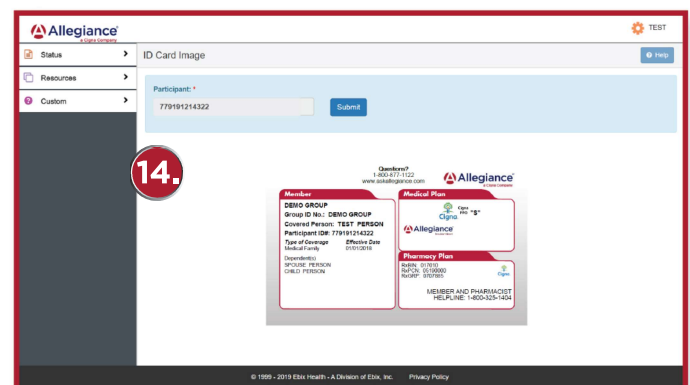 Allegiance
a Cigna Company
TEST
Status
Resources
Custom
ID Card Image
Help
Participant: *
779191214322
Submit
14.
Questions?
1-800-877-1122
www.askallegiance.com
Allegiance
a Cigna Company
Member
DEMO GROUP
Group ID No.: DEMO GROUP
Covered Person: TEST PERSON
Participant ID#: 779191214322
Type of Coverage Effective Date
Medical Family 01/01/2018
Dependent(s)
SPOUSE PERSON
CHILD PERSON
Medical Plan
Cigna
Cigna
PPO "S"
Allegiance
Pharmacy Plan
RxBIN: 017010
RxPCN: 05190000
Cigna
MEMBER AND PHARMACIST
HELPLINE: 1-800-325-1404
© 1999 - 2019 Ebix Health - A Division of Ebix, Inc. Privacy Policy